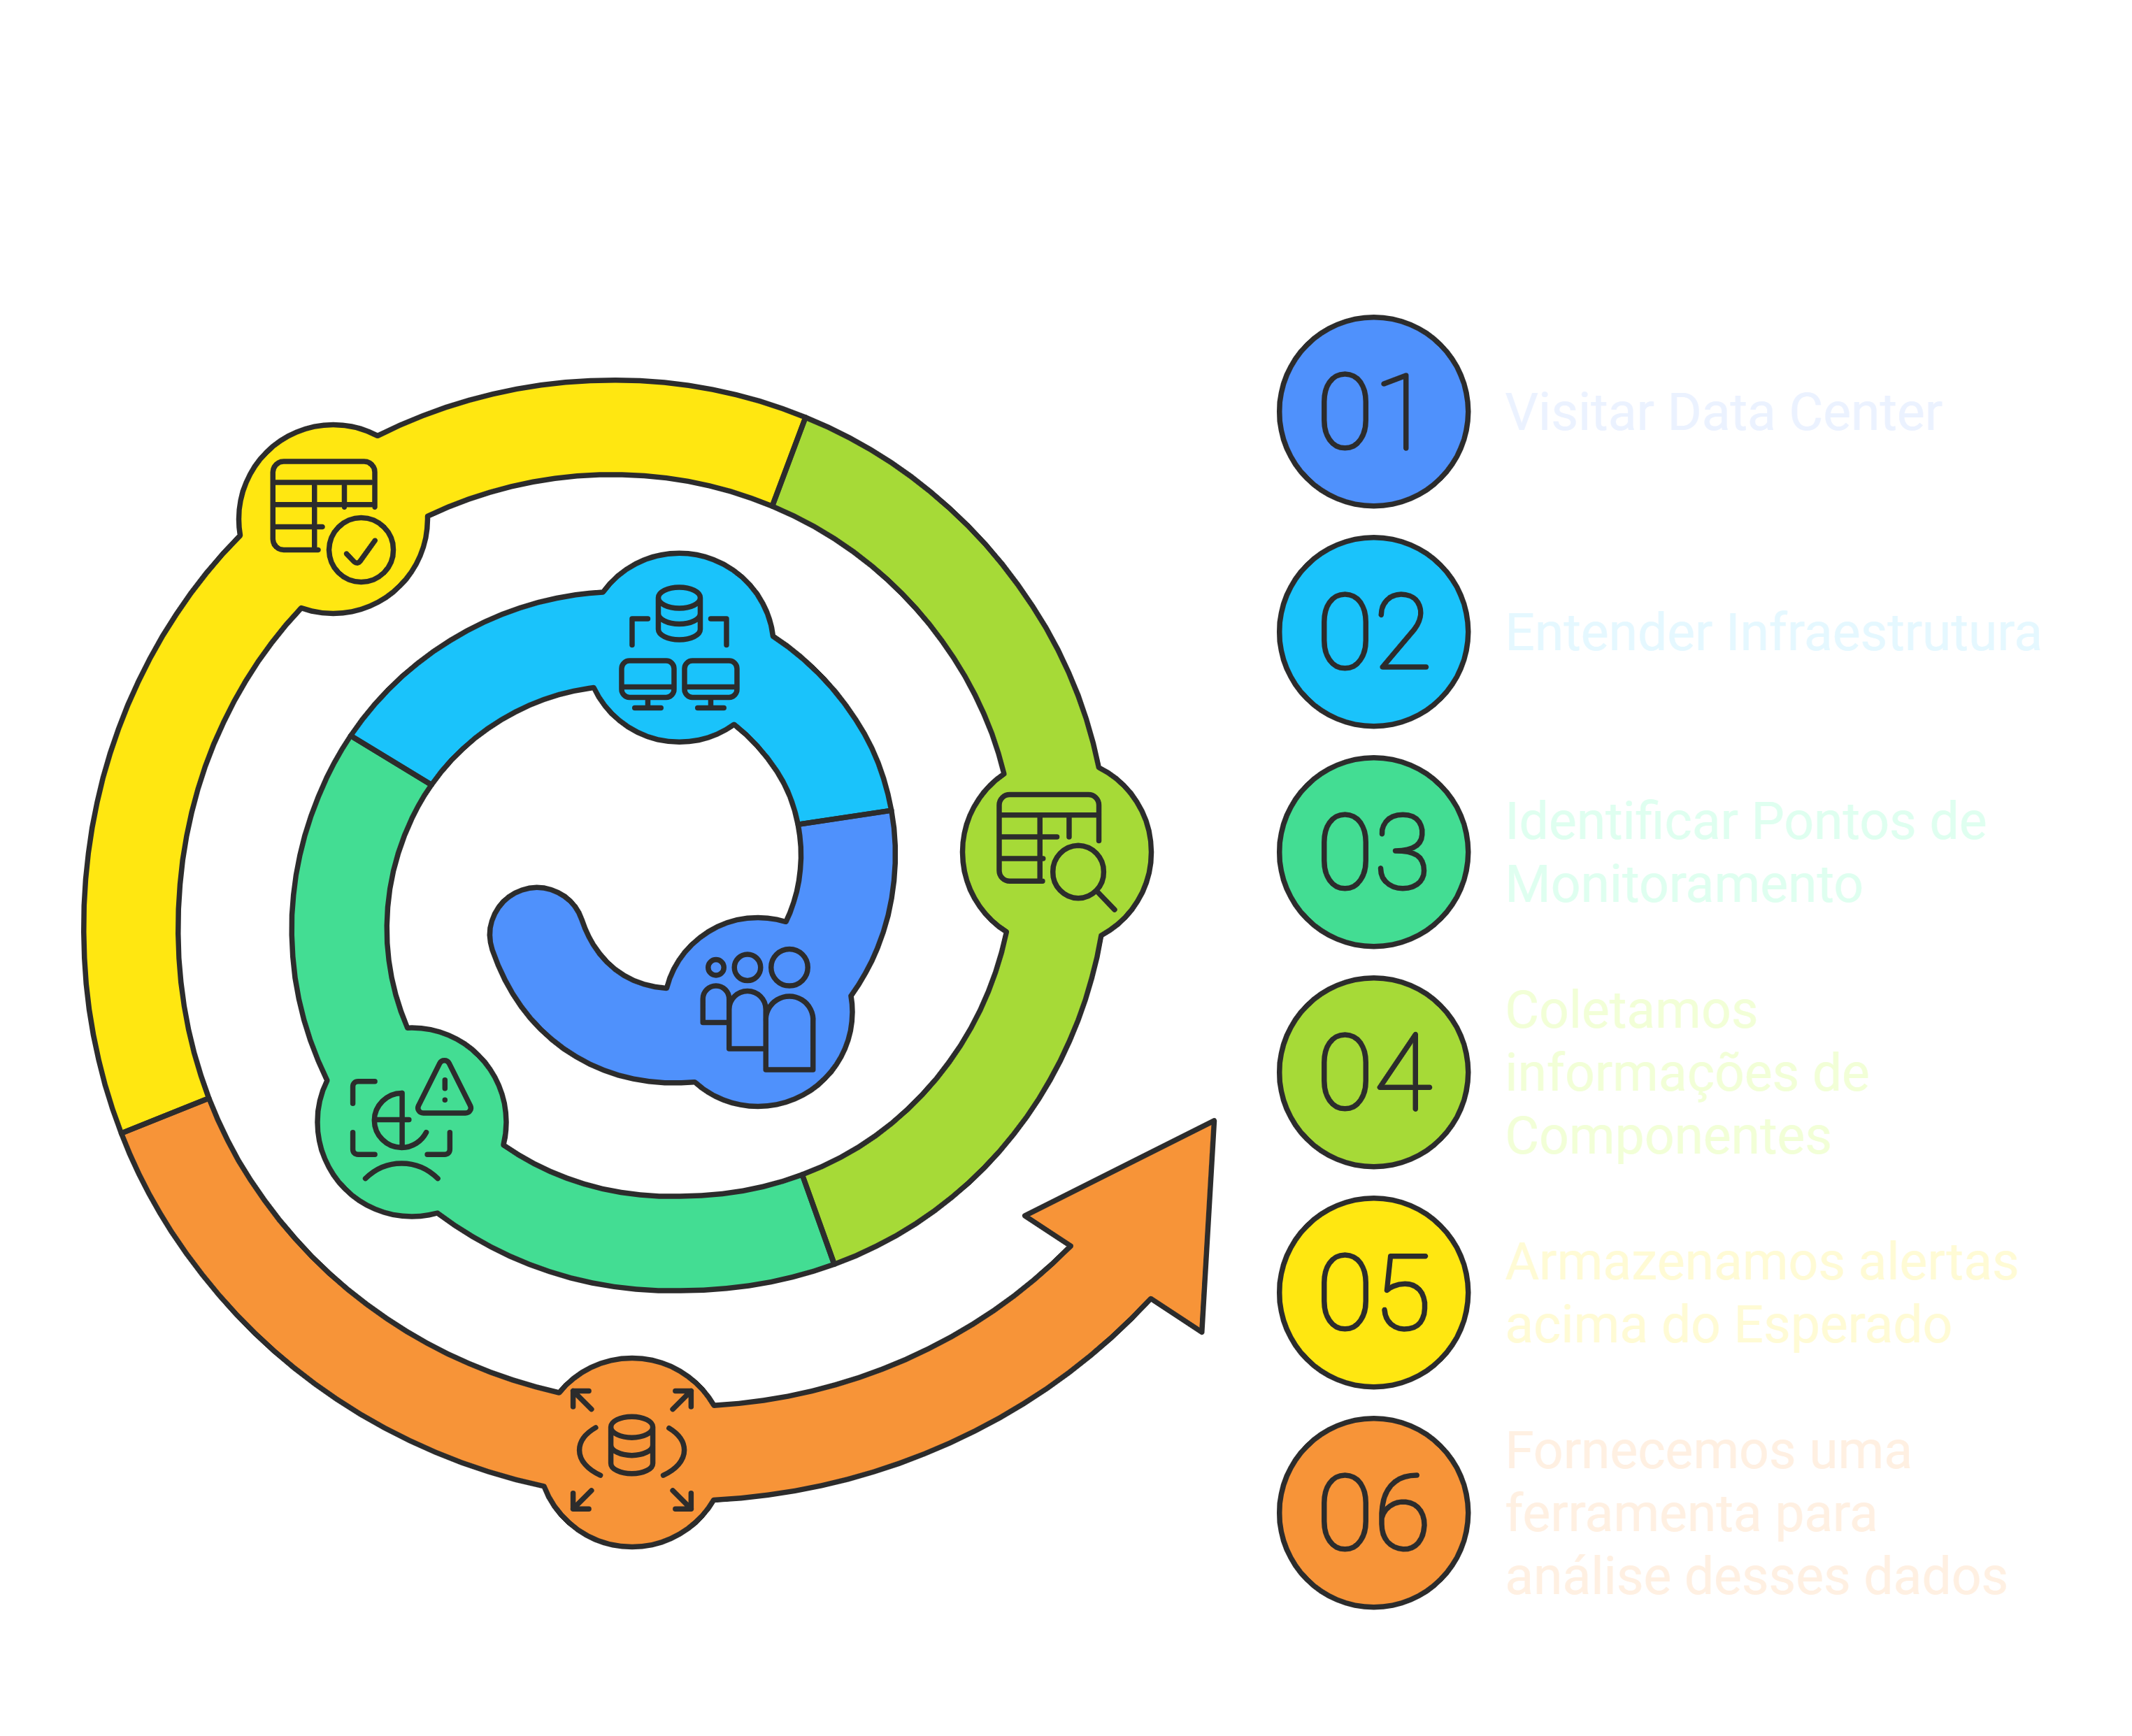 01
Visitar Data Center
02
Entender Infraestrutura
03
Identificar Pontos de
Monitoramento
04
Coletamos
informações de
Componentes
05
Armazenamos alertas
acima do Esperado
06
Fornecemos uma
ferramenta para
análise desses dados